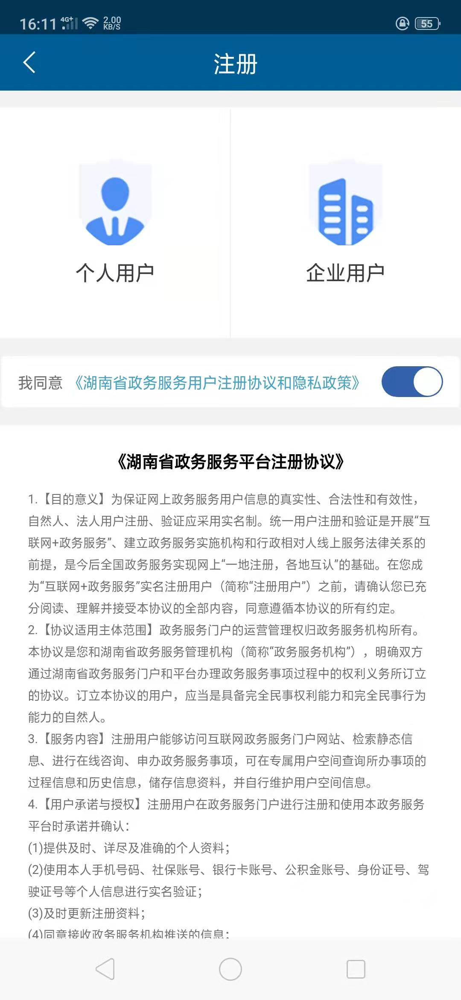 16:11 4G+ 2.00 KB/S 55
注册
个人用户 企业用户
我同意 《湖南省政务服务用户注册协议和隐私政策》
《湖南省政务服务平台注册协议》
1.【目的意义】为保证网上政务服务用户信息的真实性、合法性和有效性，
自然人、法人用户注册、验证应采用实名制。统一用户注册和验证是开展“互
联网+政务服务”、建立政务服务实施机构和行政相对人线上服务法律关系的
前提，是今后全国政务服务实现网上“一地注册，各地互认”的基础。在您成
为“互联网+政务服务”实名注册用户（简称“注册用户”）之前，请确认您已充
分阅读、理解并接受本协议的全部内容，同意遵循本协议的所有约定。
2.【协议适用主体范围】政务服务门户的运营管理权归政务服务机构所有。
本协议是您和湖南省政务服务管理机构（简称“政务服务机构”），明确双方
通过湖南省政务服务门户和平台办理政务服务事项过程中的权利义务所订立
的协议。订立本协议的用户，应当是具备完全民事权利能力和完全民事行为
能力的自然人。
3.【服务内容】注册用户能够访问互联网政务服务门户网站、检索静态信
息、进行在线咨询、申办政务服务事项，可在专属用户空间查询所办事项的
过程信息和历史信息，储存信息资料，并自行维护用户空间信息。
4.【用户承诺与授权】注册用户在政务服务门户进行注册和使用本政务服务
平台时承诺并确认：
(1)提供及时、详尽及准确的个人资料；
(2)使用本人手机号码、社保账号、银行卡账号、公积金账号、身份证号、驾
驶证号等个人信息进行实名验证；
(3)及时更新注册资料；
(4)同意接收政务服务机构推送的信息；